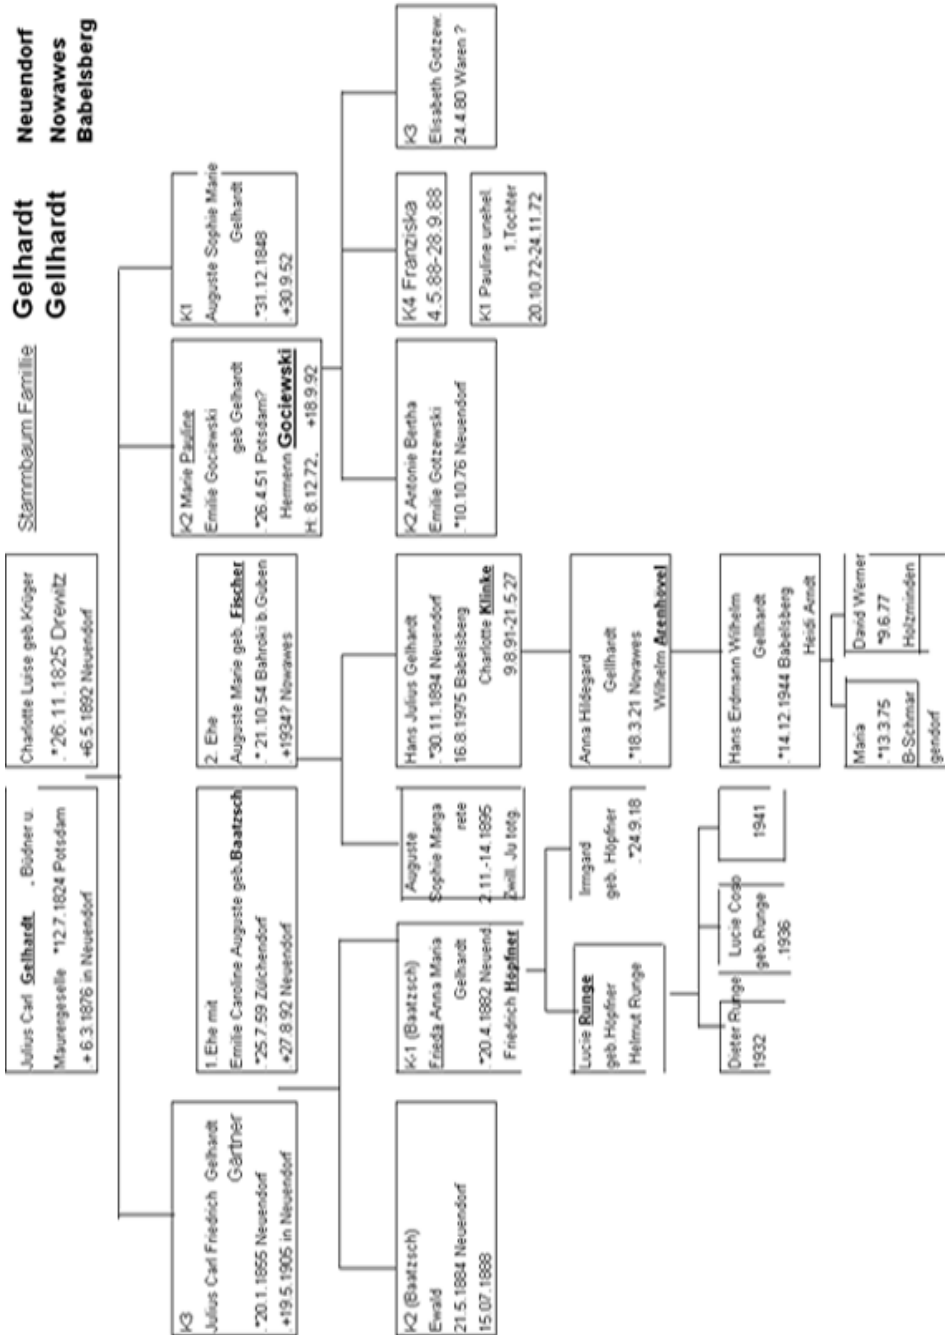 Stammbaum Famillie
Gelhardt
Gellhardt
Neuendorf
Nowawes
Babelsberg
Julius Carl Gelhardt , Büdner u.
Maurergeselle *12.7.1824 Potsdam
.+ 6.3.1876 in Neuendorf
Charlotte Luise geb.Krüger
. *26.11.1825 Drewitz
.+6.5.1892 Neuendorf
K3
Julius Carl Friedrich Gelhardt
Gärtner
.*20.1.1855 Neuendorf
.+19.5.1905 in Neuendorf
1.Ehe mit
Emilie Caroline Auguste geb.Baatzsch
.*25.7.59 Zülchendorf
.+27.8.92 Neuendorf
2. Ehe
Auguste Marie geb. Fischer
.* 21.10.54 Bahroki b.Guben
.+1934? Nowawes
K2 Marie Pauline
Emilie Gociewski
geb Gelhardt
.*26.4.51 Potsdam?
Hermenn Gociewski
H: 8.12.72, +18.9.92
K1
Auguste Sophie Marie
Gelhardt
.*31.12.1848
.+30.9.52
K2 (Baatzsch)
Ewald
21.5.1884 Neuendorf
15.07.1888
K-1 (Baatzsch)
Frieda Anna Maria
Gelhardt
.*20.4.1882 Neuend.
Friedrich Höpfner
Auguste
Sophie Marga
rete
2.11.-14.1895
Zwill. Ju totg.
Hans Julius Gelhardt
.*30.11.1894 Neuendorf
16.8.1975 Babelsberg
Charlotte Klinke
9.8.91-21.5.27
K2 Antonie Bertha
Emilie Gotzewski
.*10.10.76 Neuendorf
K4 Franziska
4.5.88-28.9.88
K1 Pauline unehel.
1.Tochter
20.10.72-24.11.72
K3
Elisabeth Gotzew.
24.4.80 Waren ?
Lucie Runge
geb.Höpfner
Helmut Runge
Irmgard
geb. Höpfner
.*24.9.18
Anna Hildegard
Gellhardt
.*18.3.21 Novawes
Wilhelm Arenhövel
Dieter Runge
1932
Lucie Coso
geb.Runge
.1936
1941
Hans Erdmann Wilhelm
Gellhardt
.*14.12.1944 Babelsberg
Heidi Arndt
Maria
.*13.3.75
B-Schmar
gendorf
David Werner
*9.6.77
Holzminden